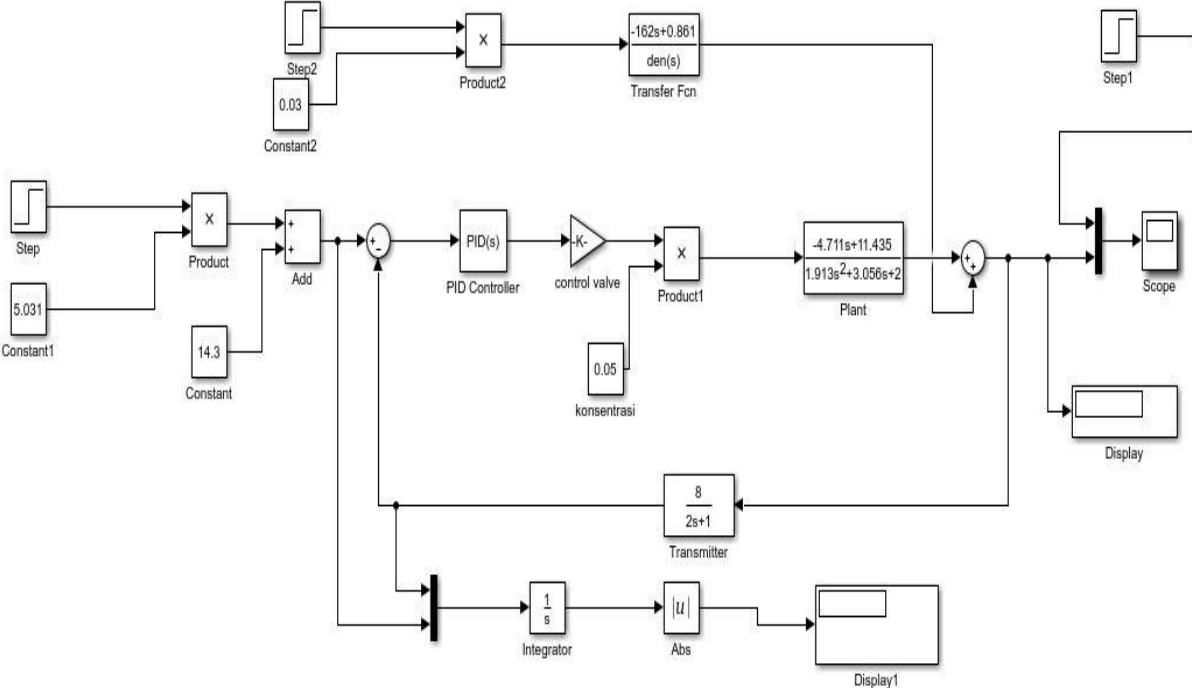 Step2
×
Product2
-162s+0.861
den(s)
Transfer Fcn
Step1
0.03
Constant2
Step
×
Product
+
+
Add
+
−
PID(s)
PID Controller
-K-
control valve
×
Product1
-4.711s+11.435
1.913s²+3.056s+2
Plant
+
+
Scope
5.031
Constant1
14.3
Constant
0.05
konsentrasi
Display
8
2s+1
Transmitter
1
s
Integrator
|u|
Abs
Display1